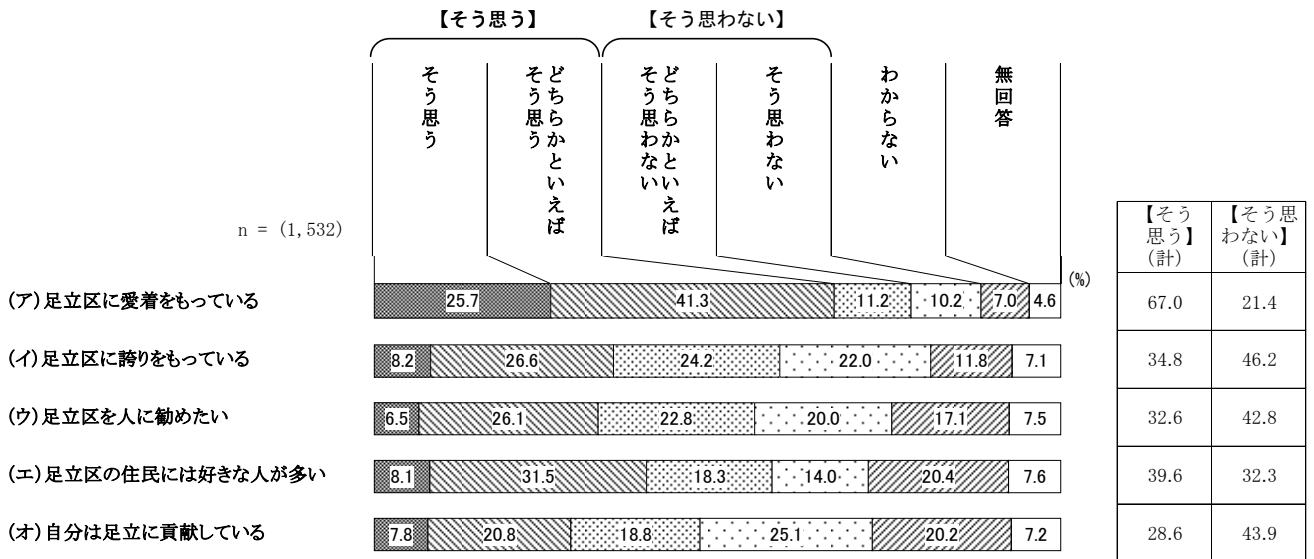 【そう思う】 【そう思わない】
そう思う
どちらかといえば
そう思う
どちらかといえば
そう思わない
そう思わない
わからない
無回答
n = (1,532)
【そう
思う】
(計)
【そう思
わない】
(計)
(%)
(ア)足立区に愛着をもっている 25.7 41.3 11.2 10.2 7.0 4.6 67.0 21.4
(イ)足立区に誇りをもっている 8.2 26.6 24.2 22.0 11.8 7.1 34.8 46.2
(ウ)足立区を人に勧めたい 6.5 26.1 22.8 20.0 17.1 7.5 32.6 42.8
(エ)足立区の住民には好きな人が多い 8.1 31.5 18.3 14.0 20.4 7.6 39.6 32.3
(オ)自分は足立に貢献している 7.8 20.8 18.8 25.1 20.2 7.2 28.6 43.9